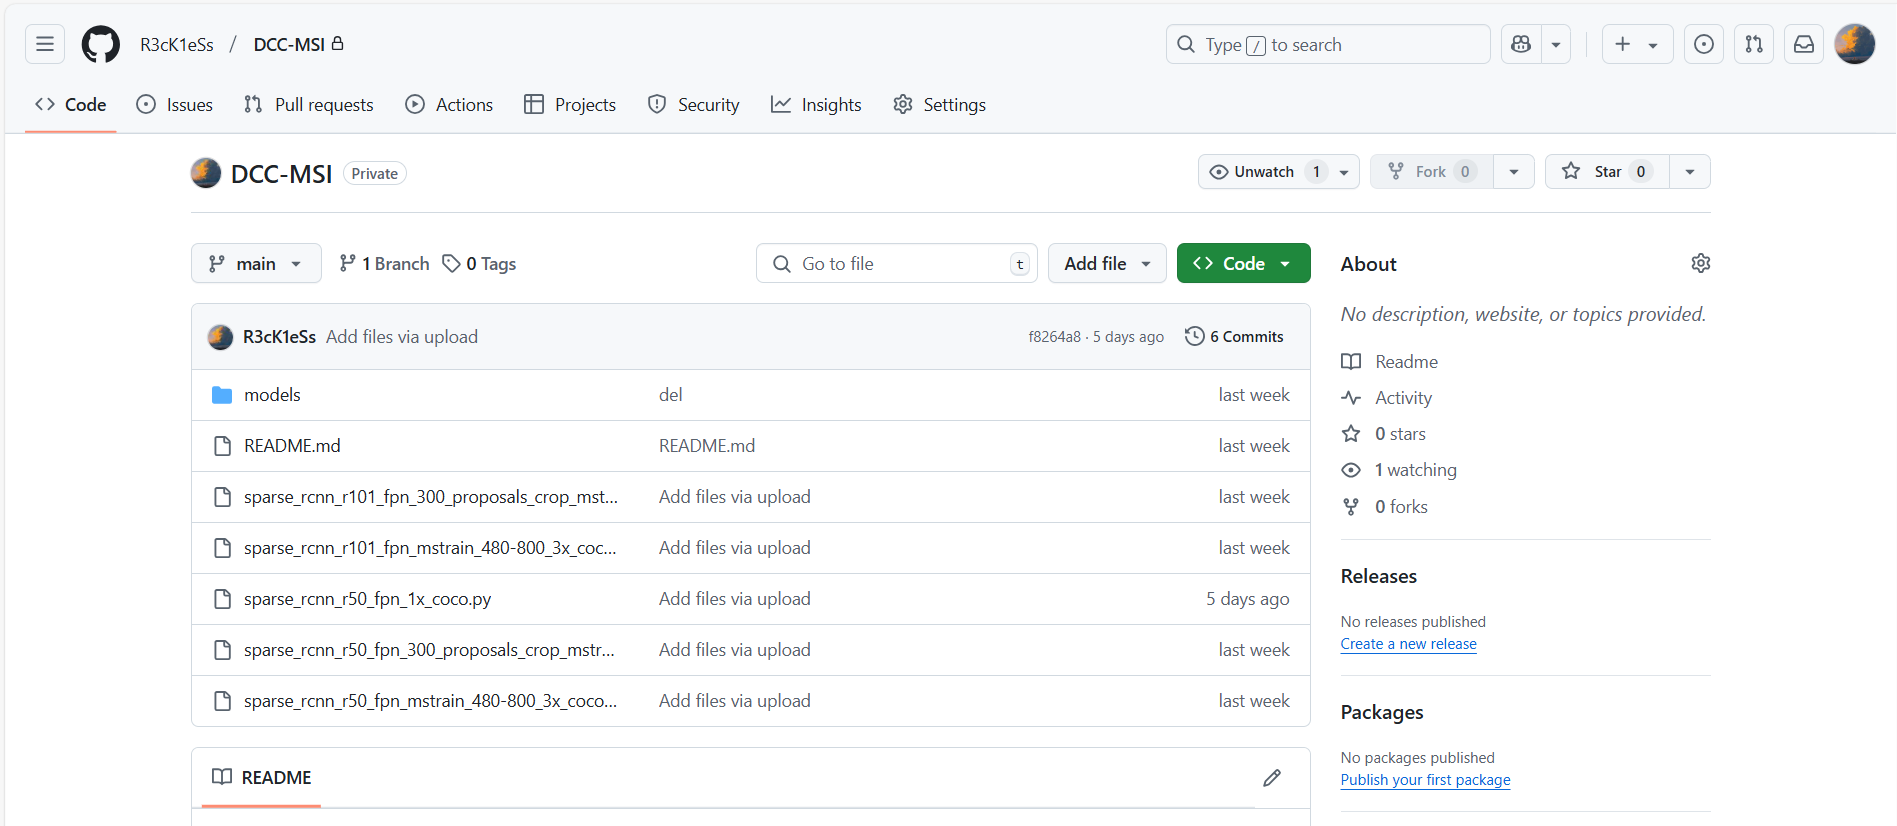 R3cK1eSs / DCC-MSI
Type / to search
Code Issues Pull requests Actions Projects Security Insights Settings
DCC-MSI Private
Unwatch 1 Fork 0 Star 0
main 1 Branch 0 Tags
Go to file t Add file Code
R3cK1eSs Add files via upload f8264a8 · 5 days ago 6 Commits
models del last week
README.md README.md last week
sparse_rcnn_r101_fpn_300_proposals_crop_mst... Add files via upload last week
sparse_rcnn_r101_fpn_mstrain_480-800_3x_coc... Add files via upload last week
sparse_rcnn_r50_fpn_1x_coco.py Add files via upload 5 days ago
sparse_rcnn_r50_fpn_300_proposals_crop_mstr... Add files via upload last week
sparse_rcnn_r50_fpn_mstrain_480-800_3x_coco... Add files via upload last week
README
About
No description, website, or topics provided.
Readme
Activity
0 stars
1 watching
0 forks
Releases
No releases published
Create a new release
Packages
No packages published
Publish your first package